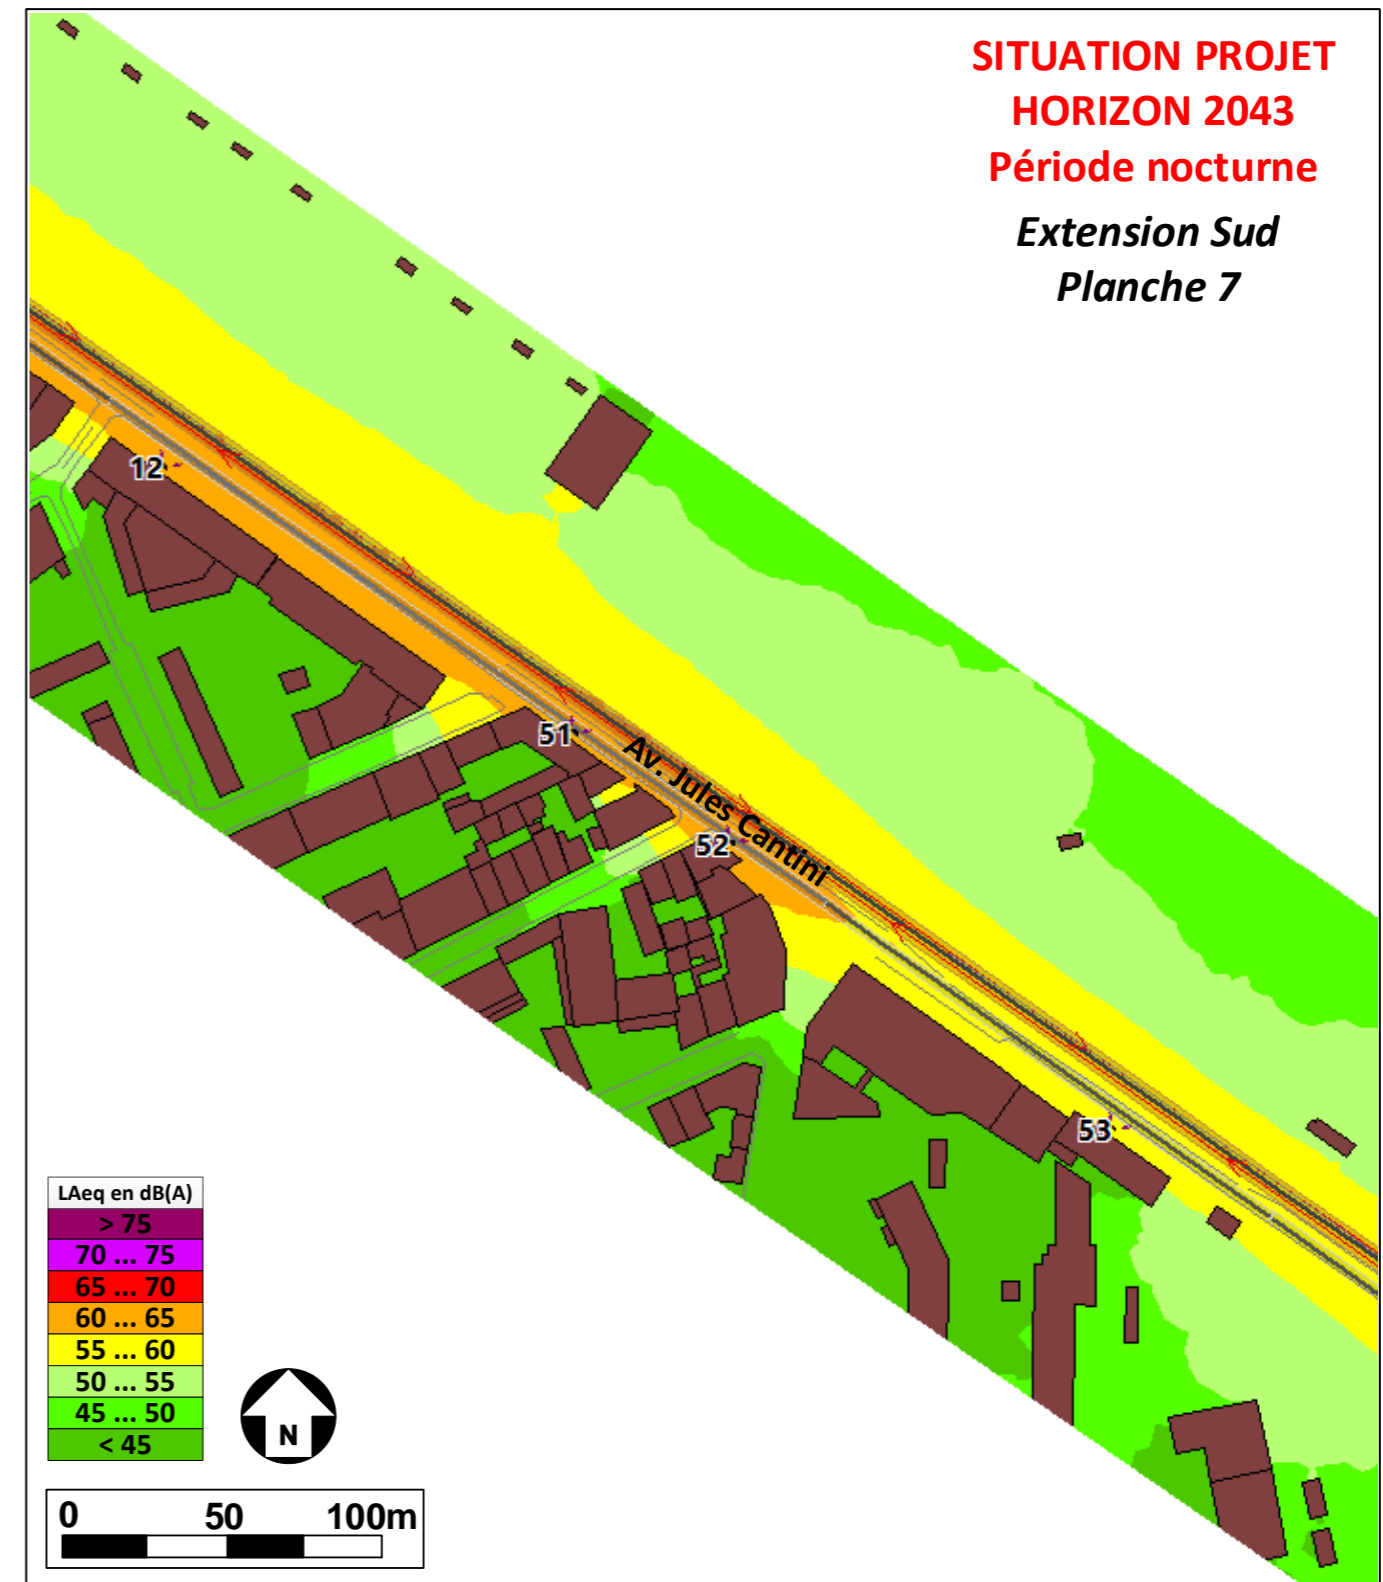 SITUATION PROJET
HORIZON 2043
Période nocturne
Extension Sud
Planche 7
12
51
Av. Jules Cantini
52
53
LAeq en dB(A)
> 75
70 ... 75
65 ... 70
60 ... 65
55 ... 60
50 ... 55
45 ... 50
< 45
N
0 50 100m